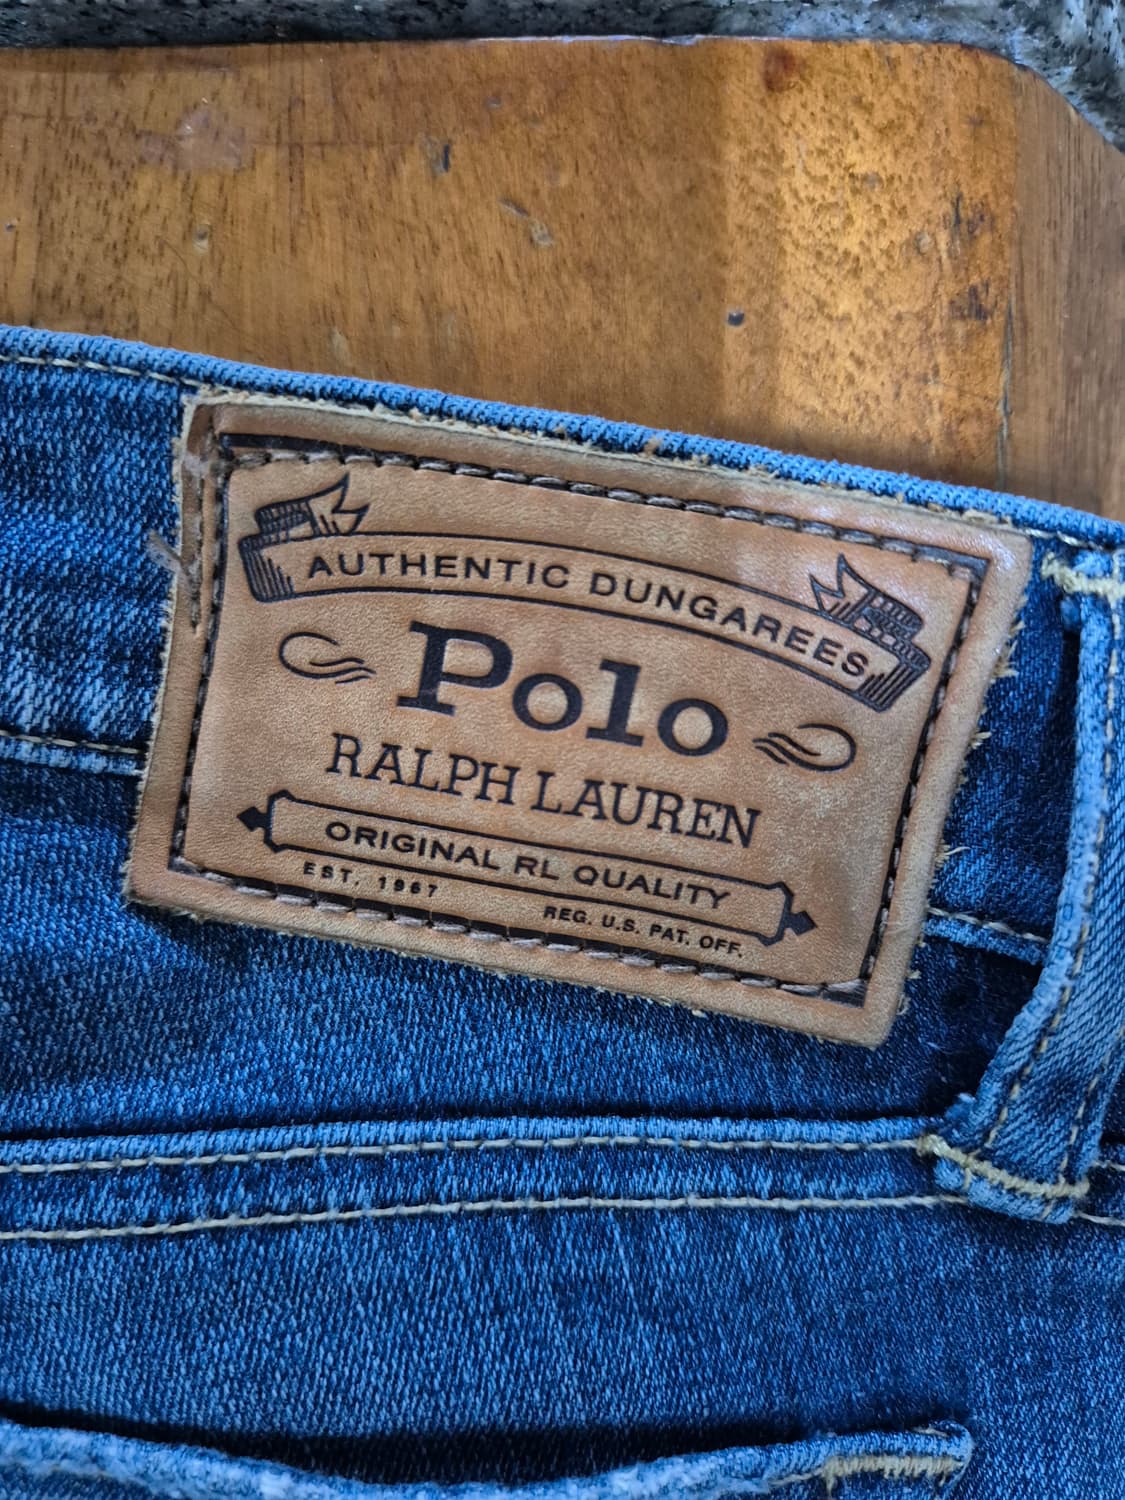 AUTHENTIC DUNGAREES
Polo
RALPH LAUREN
ORIGINAL RL QUALITY
EST. 1967
REG. U.S. PAT. OFF.